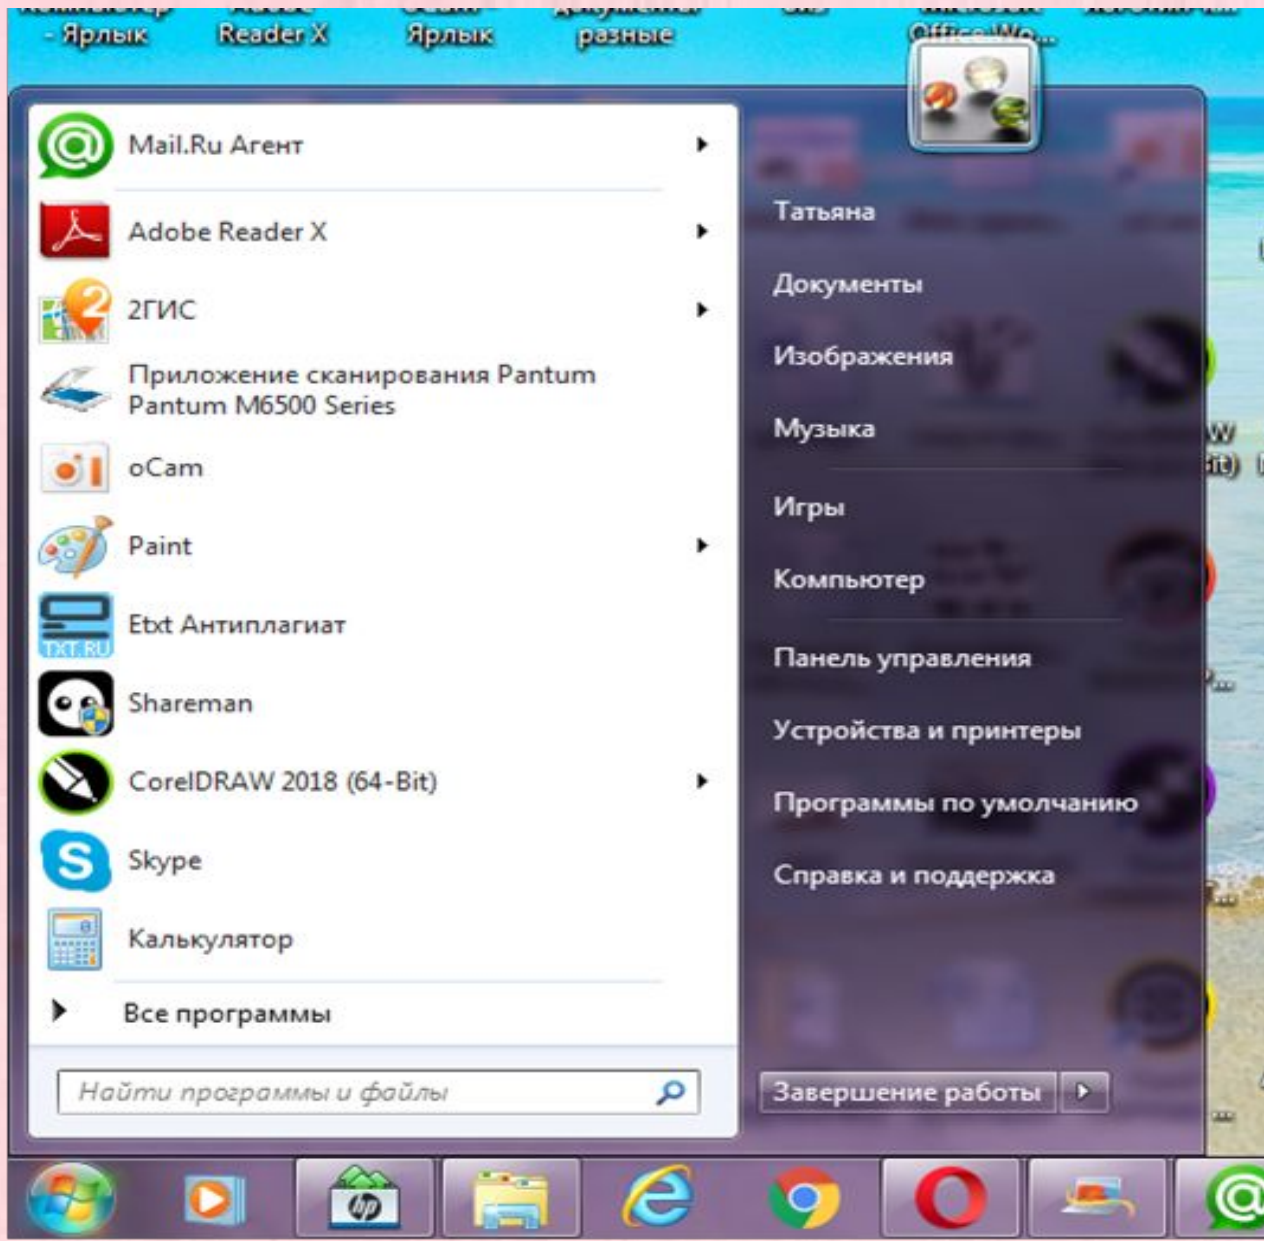 - Ярлык
Reader X
Ярлык
разные
Mail.Ru Агент
Adobe Reader X
2ГИС
Приложение сканирования Pantum
Pantum M6500 Series
oCam
Paint
Etxt Антиплагиат
TXT.RU
Shareman
CorelDRAW 2018 (64-Bit)
Skype
Калькулятор
Все программы
Найти программы и файлы
Татьяна
Документы
Изображения
Музыка
Игры
Компьютер
Панель управления
Устройства и принтеры
Программы по умолчанию
Справка и поддержка
Завершение работы
hp